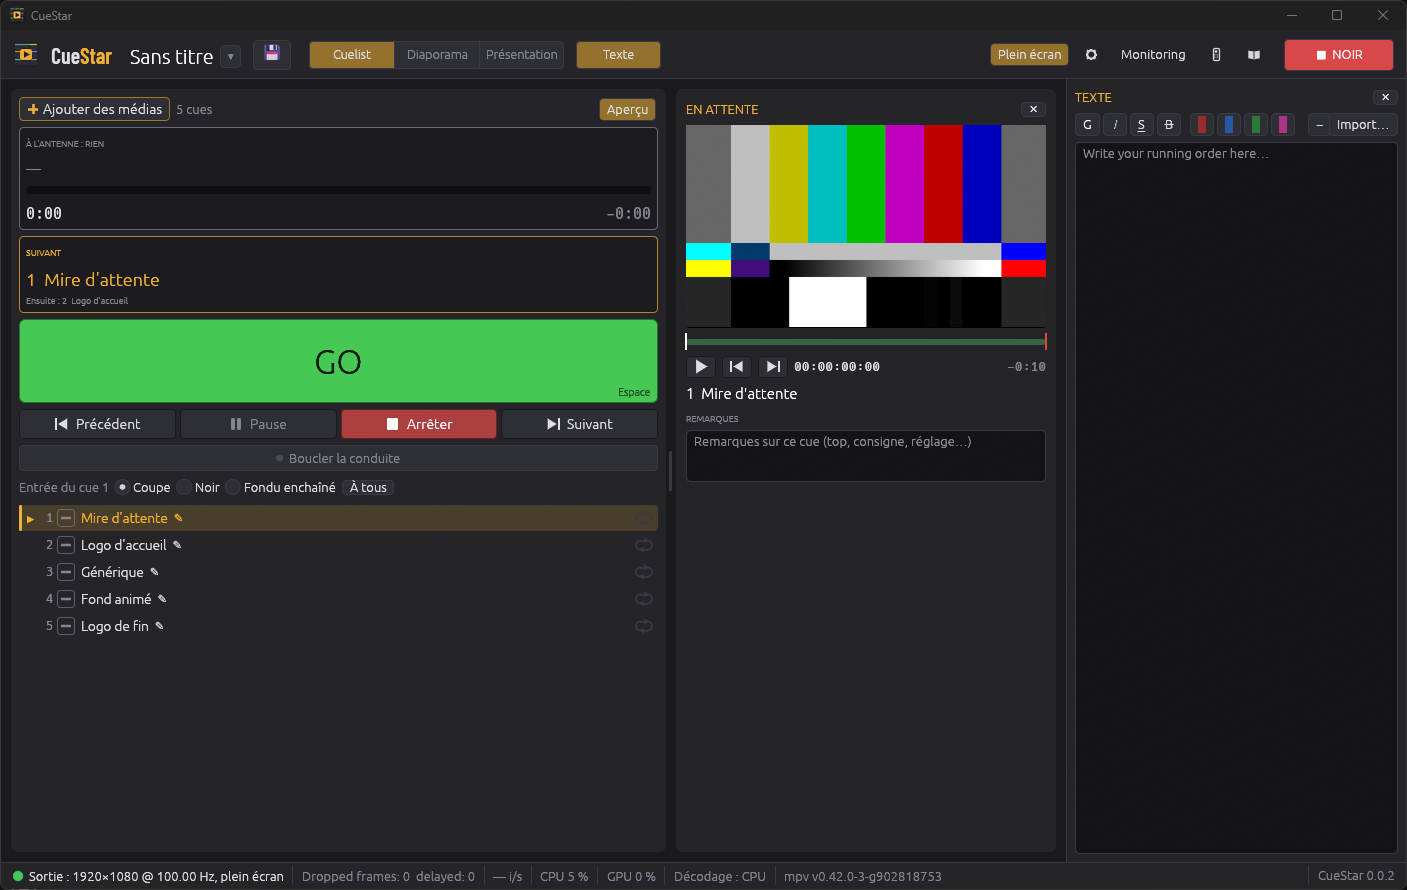 CueStar
CueStar
Sans titre
Cuelist
Diaporama
Présentation
Texte
Plein écran
Monitoring
NOIR
Ajouter des médias
5 cues
Aperçu
À L'ANTENNE : RIEN
—
0:00
-0:00
SUIVANT
1 Mire d'attente
Ensuite : 2 Logo d'accueil
GO
Espace
Précédent
Pause
Arrêter
Suivant
Boucler la conduite
Entrée du cue 1
Coupe
Noir
Fondu enchaîné
À tous
1 Mire d'attente
2 Logo d'accueil
3 Générique
4 Fond animé
5 Logo de fin
EN ATTENTE
00:00:00:00
-0:10
1 Mire d'attente
REMARQUES
Remarques sur ce cue (top, consigne, réglage…)
TEXTE
G
I
S
B
–
Import…
Write your running order here…
Sortie : 1920×1080 @ 100.00 Hz, plein écran
Dropped frames: 0 delayed: 0
— i/s
CPU 5 %
GPU 0 %
Décodage : CPU
mpv v0.42.0-3-g902818753
CueStar 0.0.2